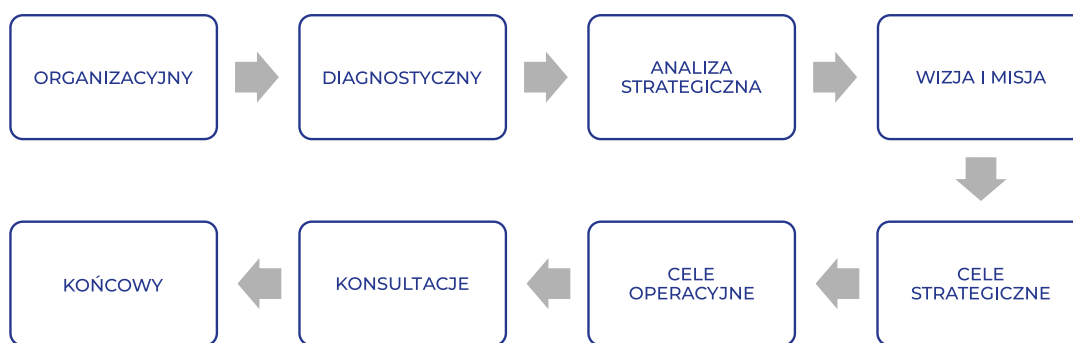 ORGANIZACYJNY
DIAGNOSTYCZNY
ANALIZA
STRATEGICZNA
WIZJA I MISJA
CELE
STRATEGICZNE
CELE
OPERACYJNE
KONSULTACJE
KOŃCOWY